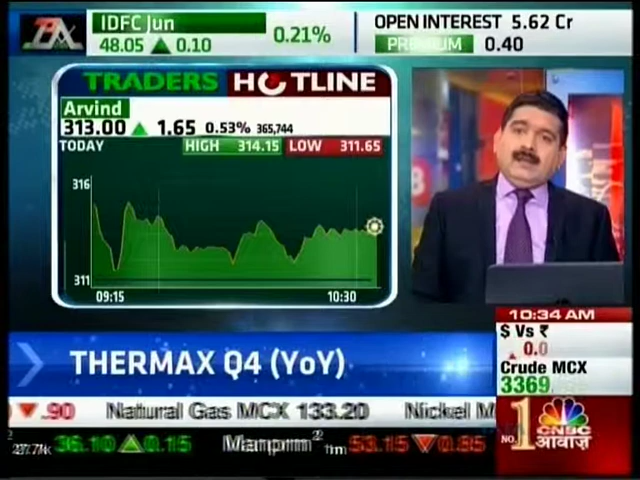 IDFC Jun
48.05 ▲ 0.10 0.21%
OPEN INTEREST 5.62 Cr
PREMIUM 0.40
TRADERS HOTLINE
Arvind
313.00 ▲ 1.65 0.53% 365,744
TODAY HIGH 314.15 LOW 311.65
316
311
09:15 10:30
10:34 AM
$ Vs ₹
▲ 0.0
Crude MCX
3369
THERMAX Q4 (YoY)
▼.90 Natural Gas MCX 133.20 Nickel M
36.10 ▲ 0.15 53.15 ▼ 0.85
NO. 1 CNBC
आवाज़